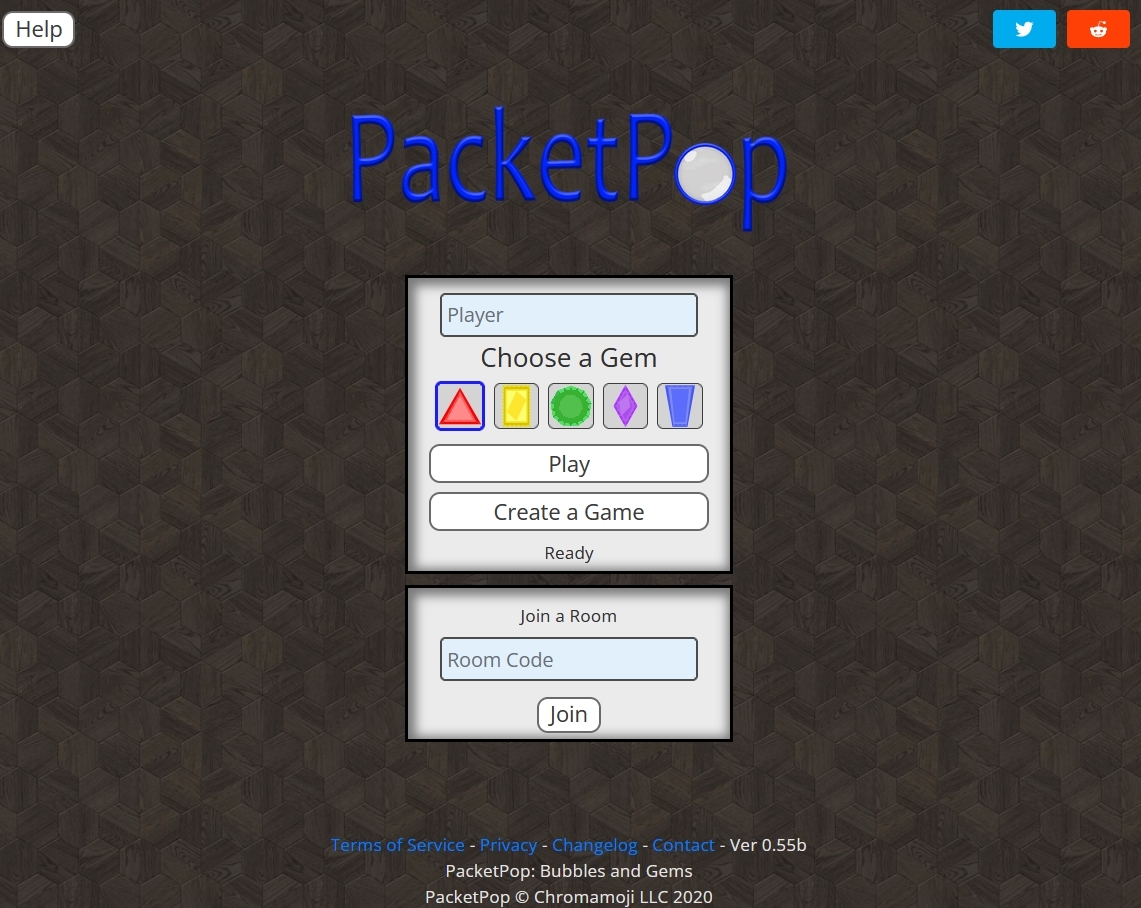 Help
PacketPop
Player
Choose a Gem
Play
Create a Game
Ready
Join a Room
Room Code
Join
Terms of Service - Privacy - Changelog - Contact - Ver 0.55b
PacketPop: Bubbles and Gems
PacketPop © Chromamoji LLC 2020